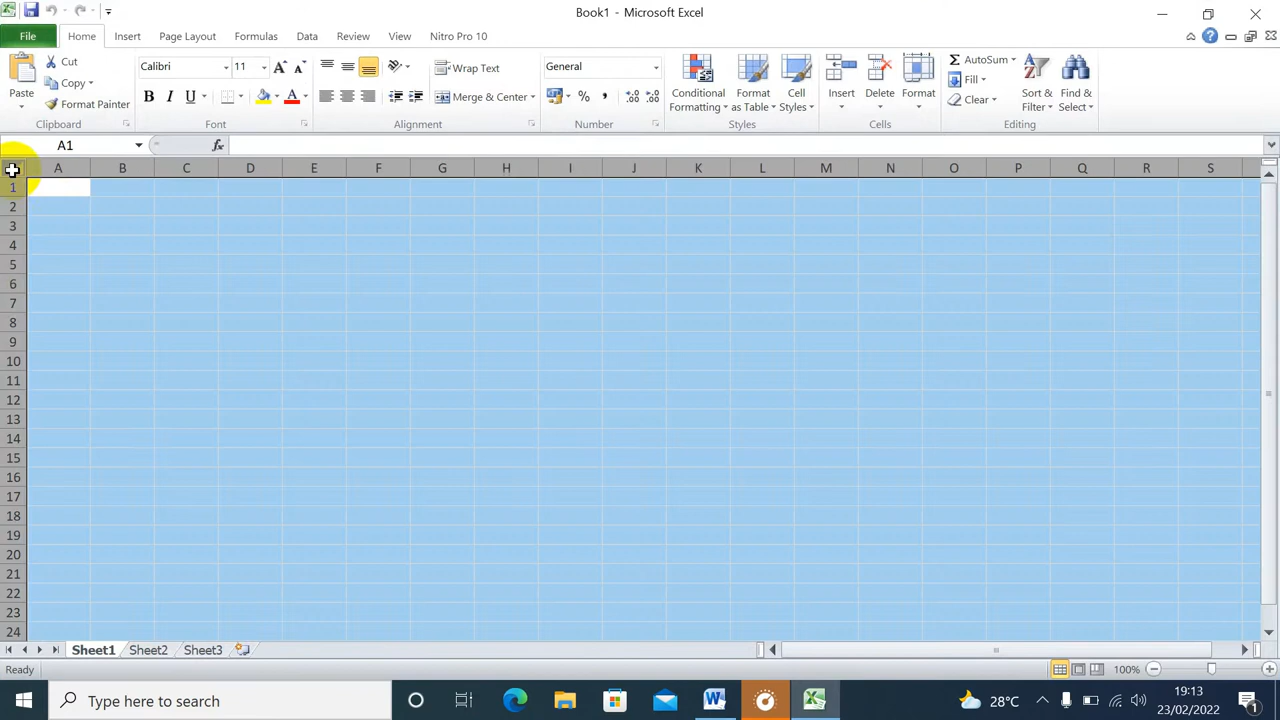 Book1 - Microsoft Excel
File Home Insert Page Layout Formulas Data Review View Nitro Pro 10
Paste
Cut
Copy
Format Painter
Clipboard
Calibri 11
B I U
Font
Wrap Text
Merge & Center
Alignment
General
% ,
Number
Conditional Formatting
Format as Table
Cell Styles
Styles
Insert
Delete
Format
Cells
AutoSum
Fill
Clear
Sort & Filter
Find & Select
Editing
A1 fx
A B C D E F G H I J K L M N O P Q R S
1
2
3
4
5
6
7
8
9
10
11
12
13
14
15
16
17
18
19
20
21
22
23
24
Sheet1 Sheet2 Sheet3
Ready 100%
Type here to search 28°C 19:13
23/02/2022